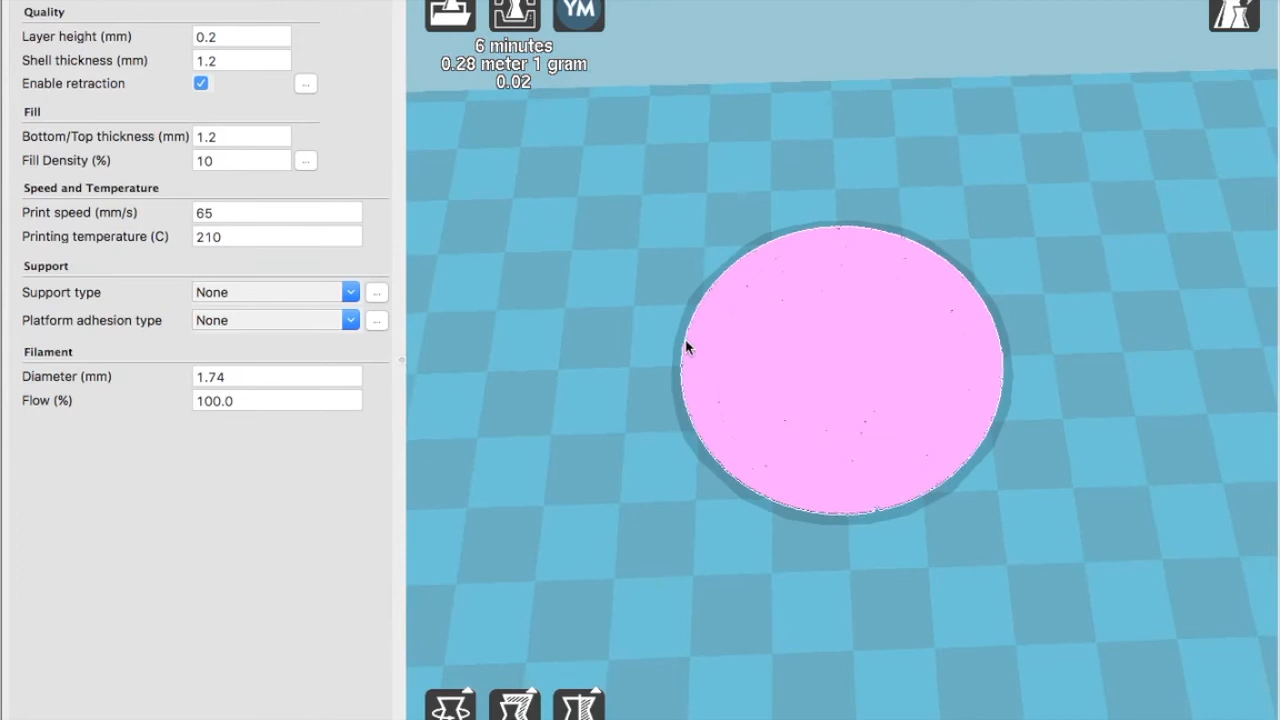 Quality
Layer height (mm) 0.2
Shell thickness (mm) 1.2
Enable retraction ...
Fill
Bottom/Top thickness (mm) 1.2
Fill Density (%) 10 ...
Speed and Temperature
Print speed (mm/s) 65
Printing temperature (C) 210
Support
Support type None ...
Platform adhesion type None ...
Filament
Diameter (mm) 1.74
Flow (%) 100.0
YM
6 minutes
0.28 meter 1 gram
0.02